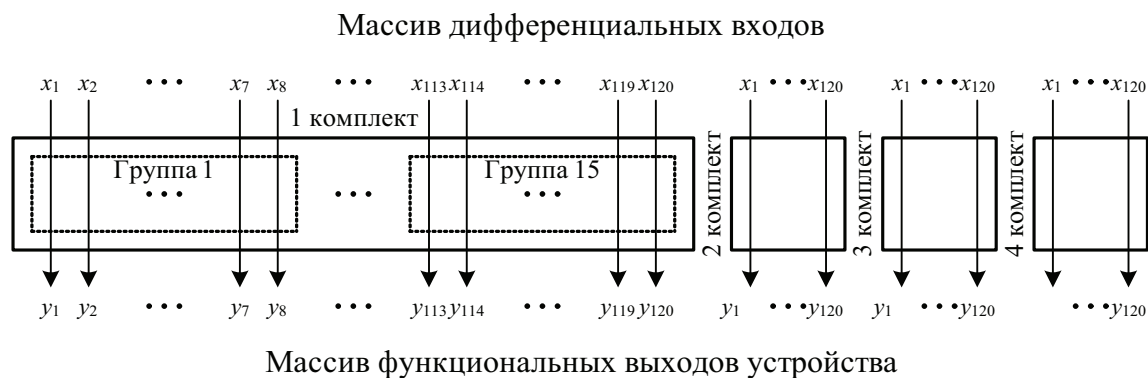 Массив дифференциальных входов
x1 x2 ••• x7 x8 ••• x113 x114 ••• x119 x120 x1 ••• x120 x1 ••• x120 x1 ••• x120
1 комплект
Группа 1 ••• ••• Группа 15 •••
2 комплект
3 комплект
4 комплект
y1 y2 ••• y7 y8 ••• y113 y114 ••• y119 y120 y1 ••• y120 y1 ••• y120 ••• y120
Массив функциональных выходов устройства